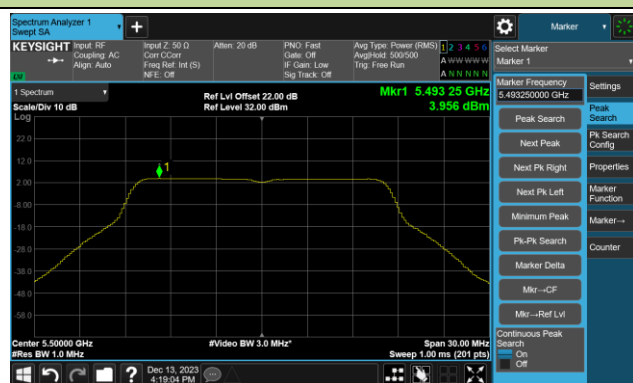 Spectrum Analyzer 1
Swept SA
Marker
KEYSIGHT
Input: RF
Coupling: AC
Align: Auto
Input Z: 50 Ω
Corr CCorr
Freq Ref: Int (S)
NFE: Off
Atten: 20 dB
PNO: Fast
Gate: Off
IF Gain: Low
Sig Track: Off
Avg Type: Power (RMS)
Avg|Hold: 500/500
Trig: Free Run
1 2 3 4 5 6
A W W W W W
A N N N N N
Select Marker
Marker 1
1 Spectrum
Scale/Div 10 dB
Log
Ref Lvl Offset 22.00 dB
Ref Level 32.00 dBm
Mkr1 5.493 25 GHz
3.956 dBm
22.0
12.0
2.00
-8.00
-18.0
-28.0
-38.0
-48.0
-58.0
1
Center 5.50000 GHz
#Res BW 1.0 MHz
#Video BW 3.0 MHz*
Span 30.00 MHz
Sweep 1.00 ms (201 pts)
Marker Frequency
5.493250000 GHz
Peak Search
Next Peak
Next Pk Right
Next Pk Left
Minimum Peak
Pk-Pk Search
Marker Delta
Mkr→CF
Mkr→Ref Lvl
Continuous Peak
Search
On
Off
Settings
Peak
Search
Pk Search
Config
Properties
Marker
Function
Marker→
Counter
?
Dec 13, 2023
4:19:04 PM